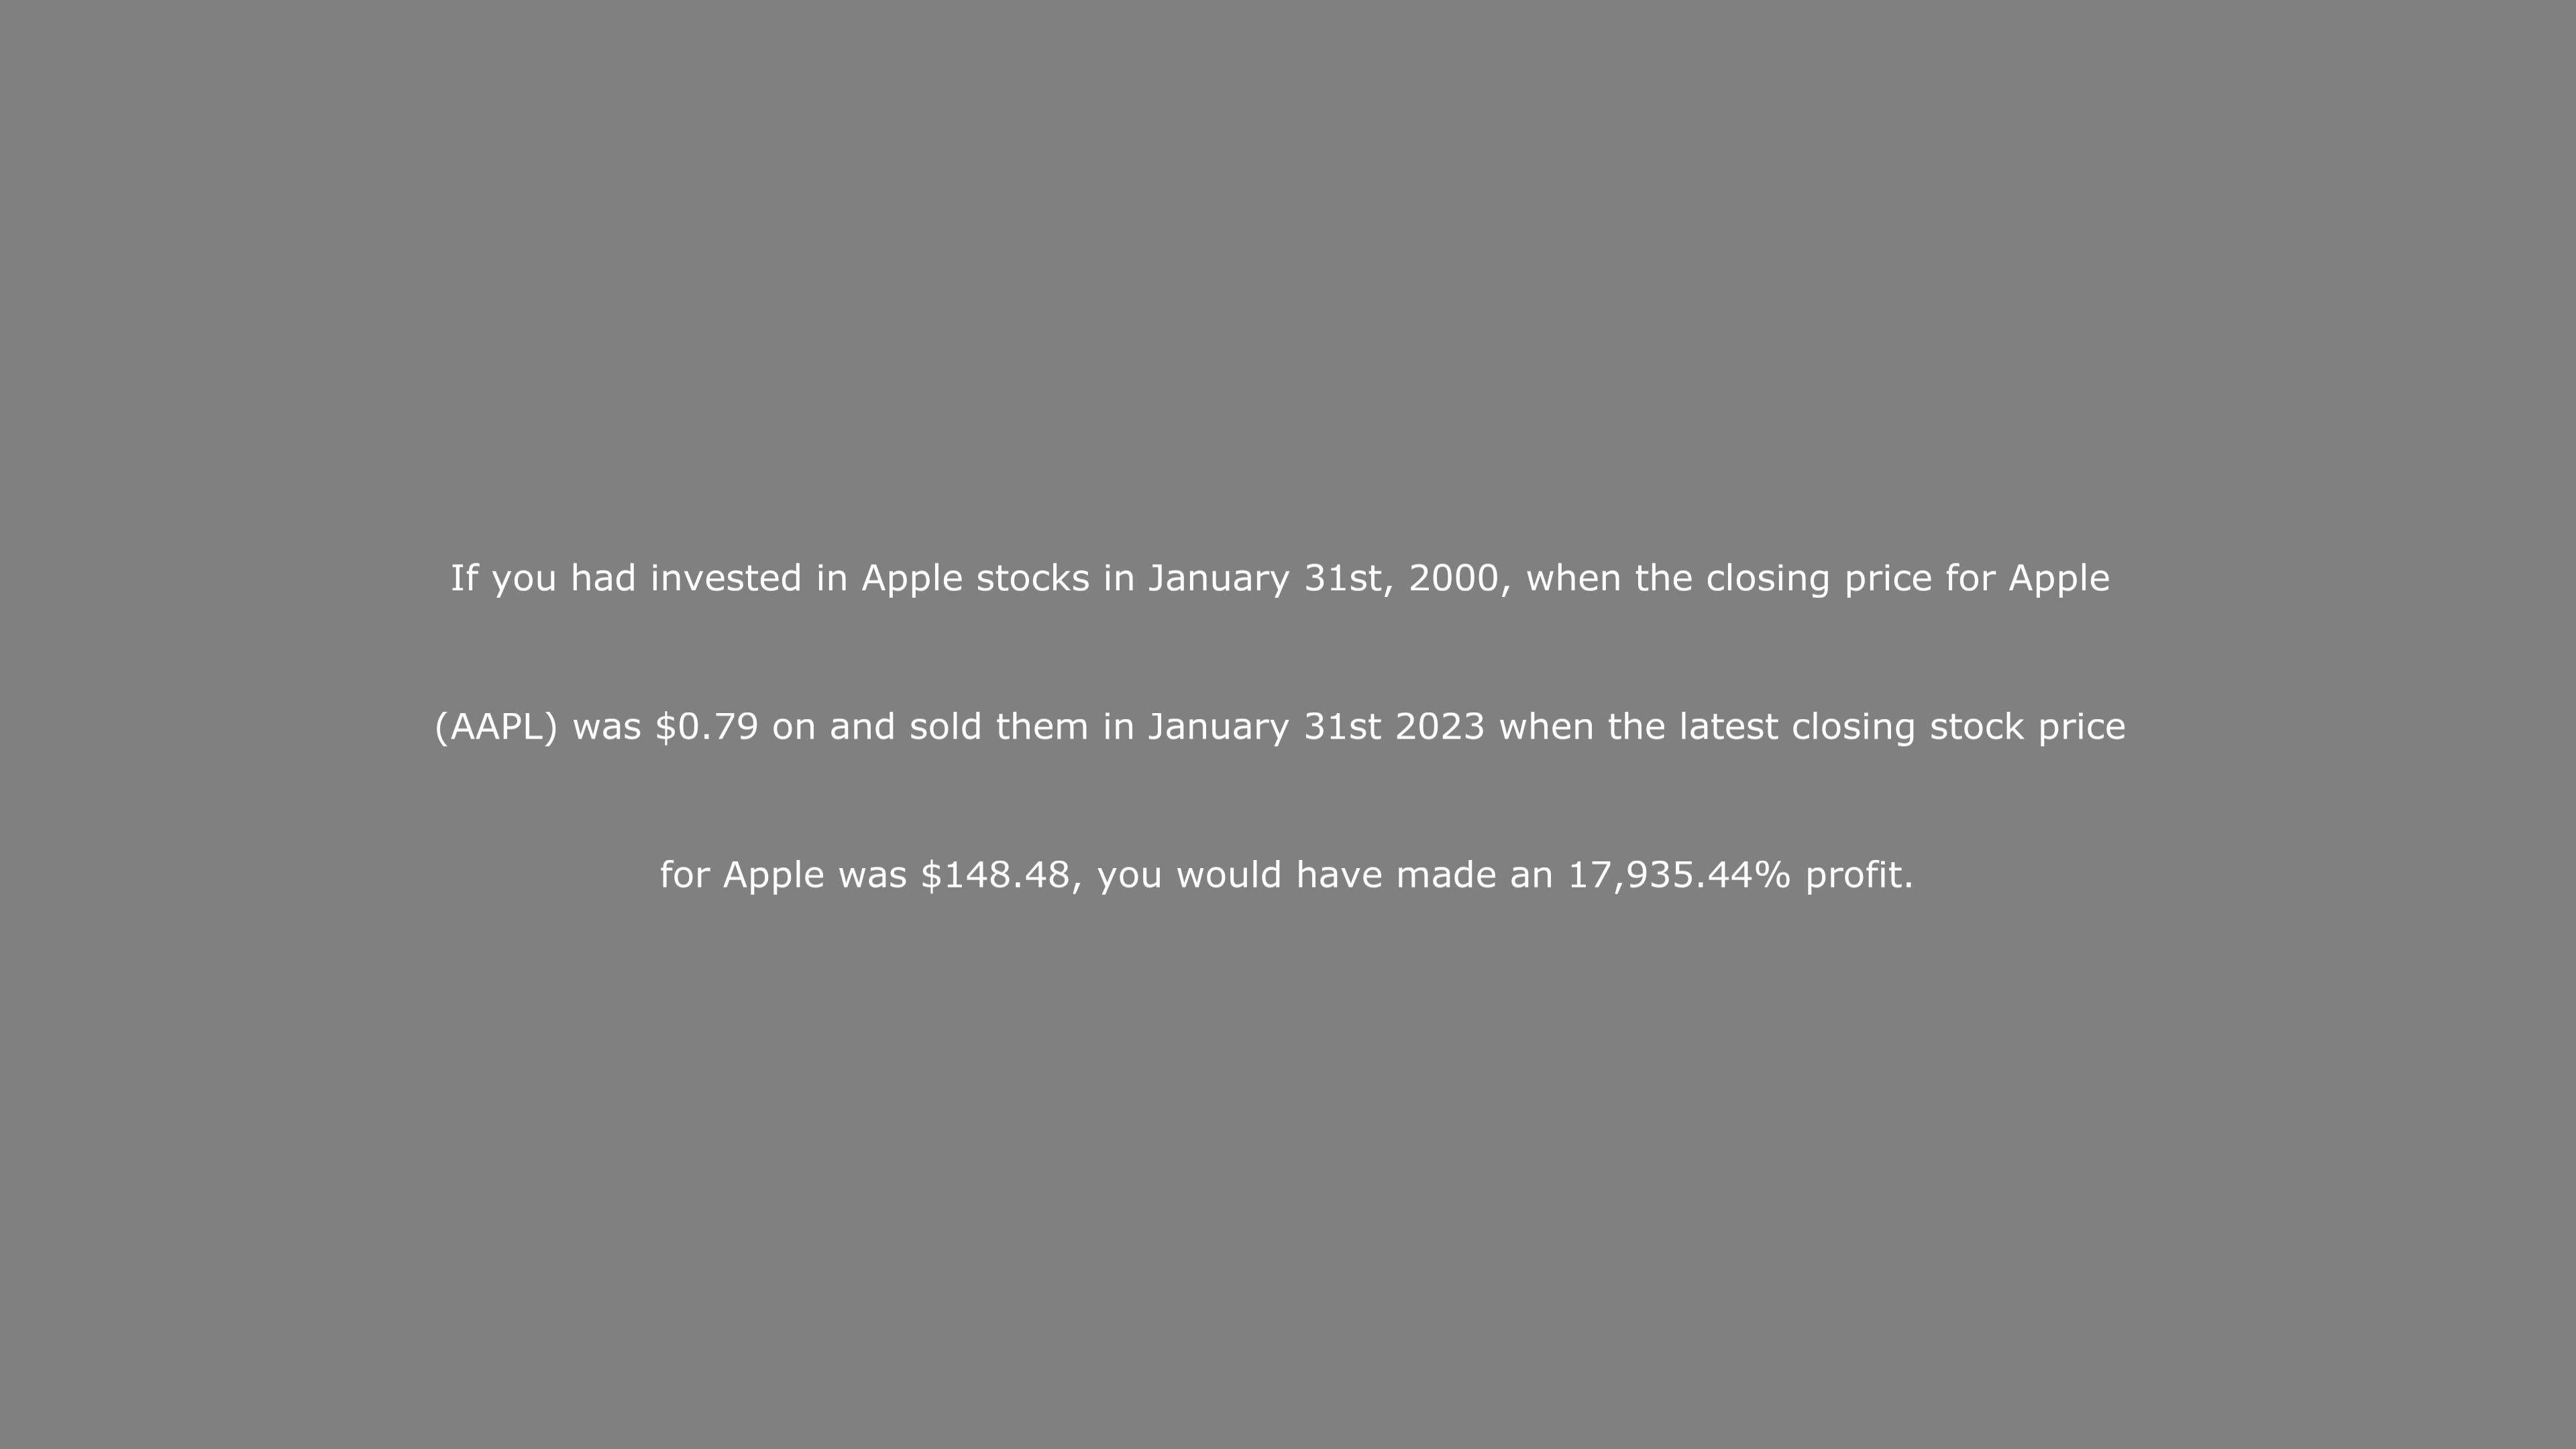 If you had invested in Apple stocks in January 31st, 2000, when the closing price for Apple
(AAPL) was $0.79 on and sold them in January 31st 2023 when the latest closing stock price
for Apple was $148.48, you would have made an 17,935.44% profit.